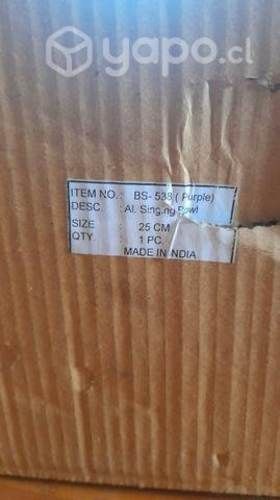 yapo.cl
ITEM NO. : BS- 538 ( Purple)
DESC. Al. Singing Bowl
SIZE 25 CM
QTY 1 PC.
MADE IN INDIA